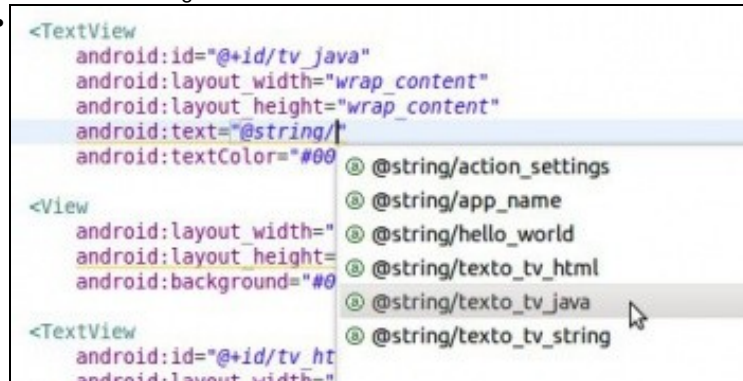 <TextView
android:id="@+id/tv_java"
android:layout_width="wrap_content"
android:layout_height="wrap_content"
android:text="@string/"
android:textColor="#00
@string/action_settings
@string/app_name
<View
android:layout_width="
@string/hello_world
android:layout_height=
@string/texto_tv_html
android:background="#0
@string/texto_tv_java
<TextView
@string/texto_tv_string
android:id="@+id/tv_ht
android:layout_width="